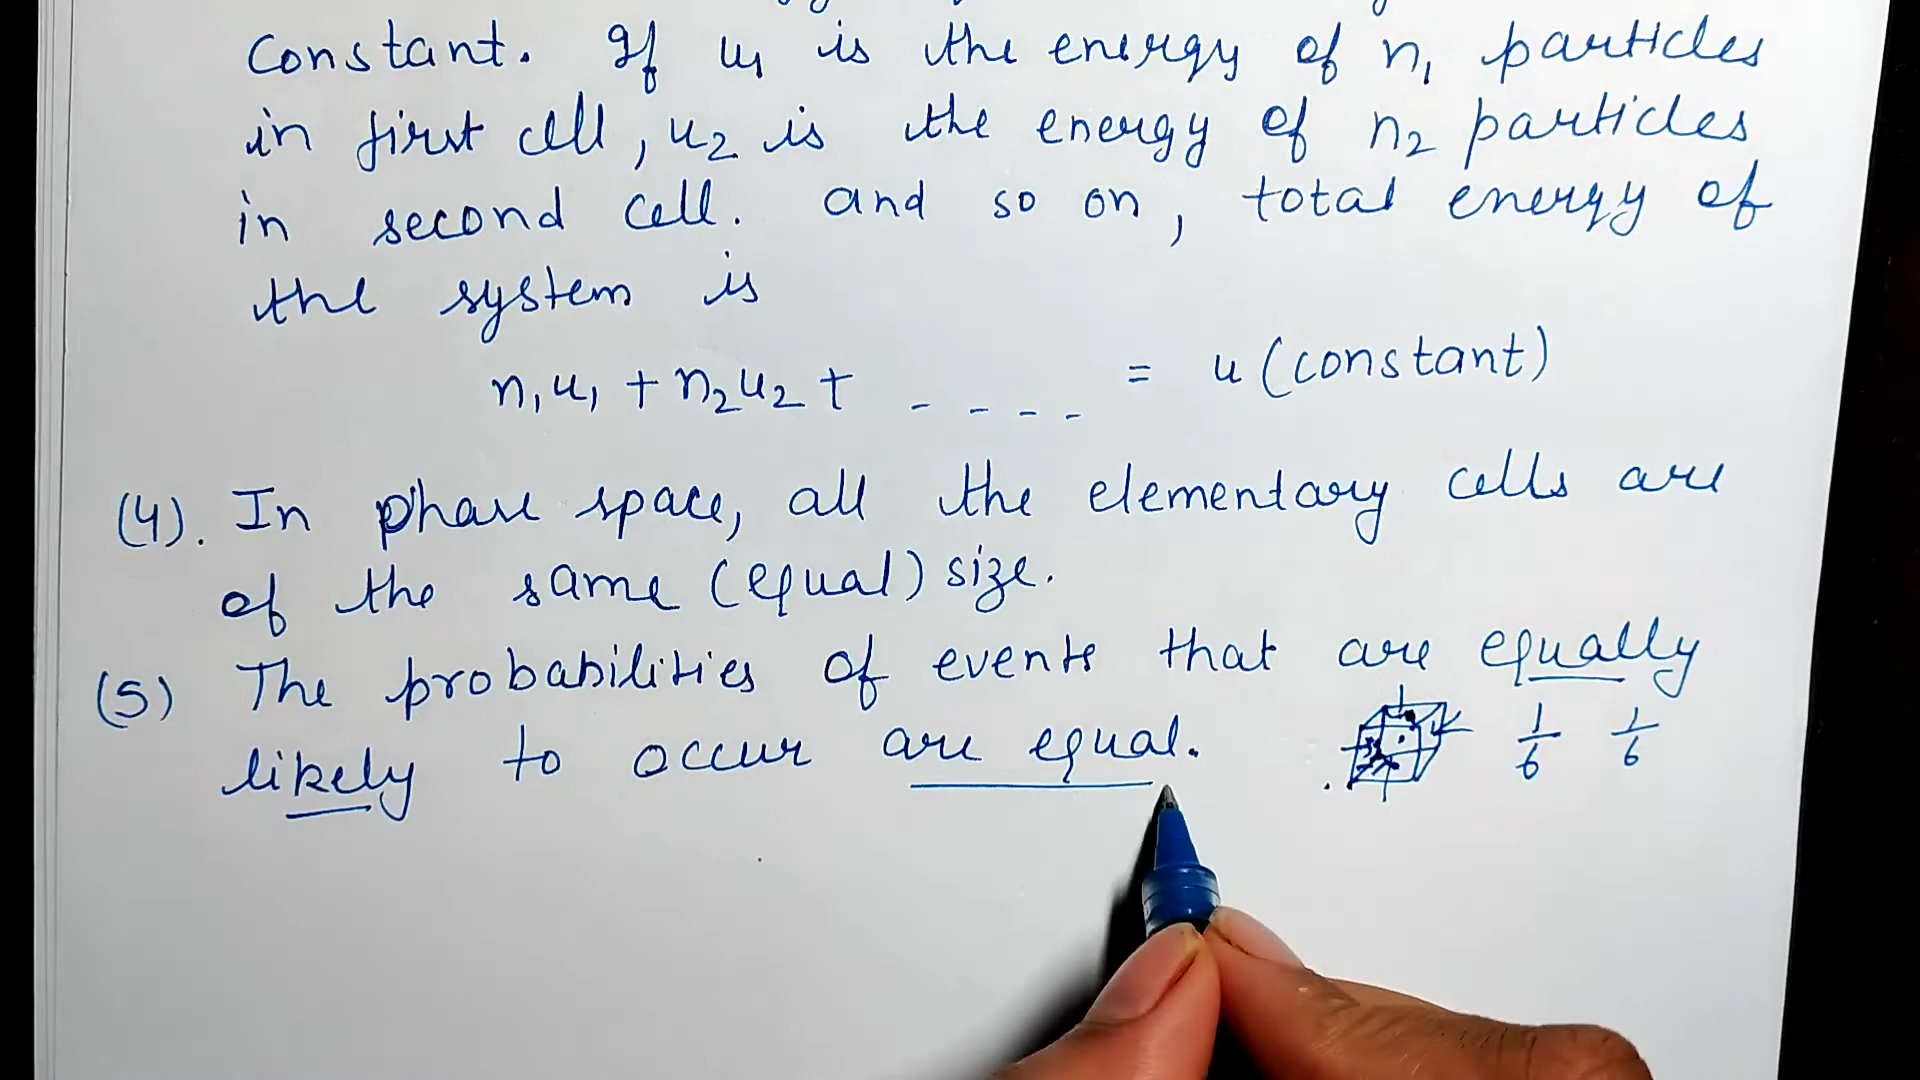 constant. If u1 is the energy of n1 particles
in first cell, u2 is the energy of n2 particles
in second cell. and so on, total energy of
the system is
n1u1 + n2u2 + - - - - = u (constant)
(4). In phase space, all the elementary cells are
of the same (equal) size.
(5) The probabilities of events that are equally
likely to occur are equal. 1/6 1/6